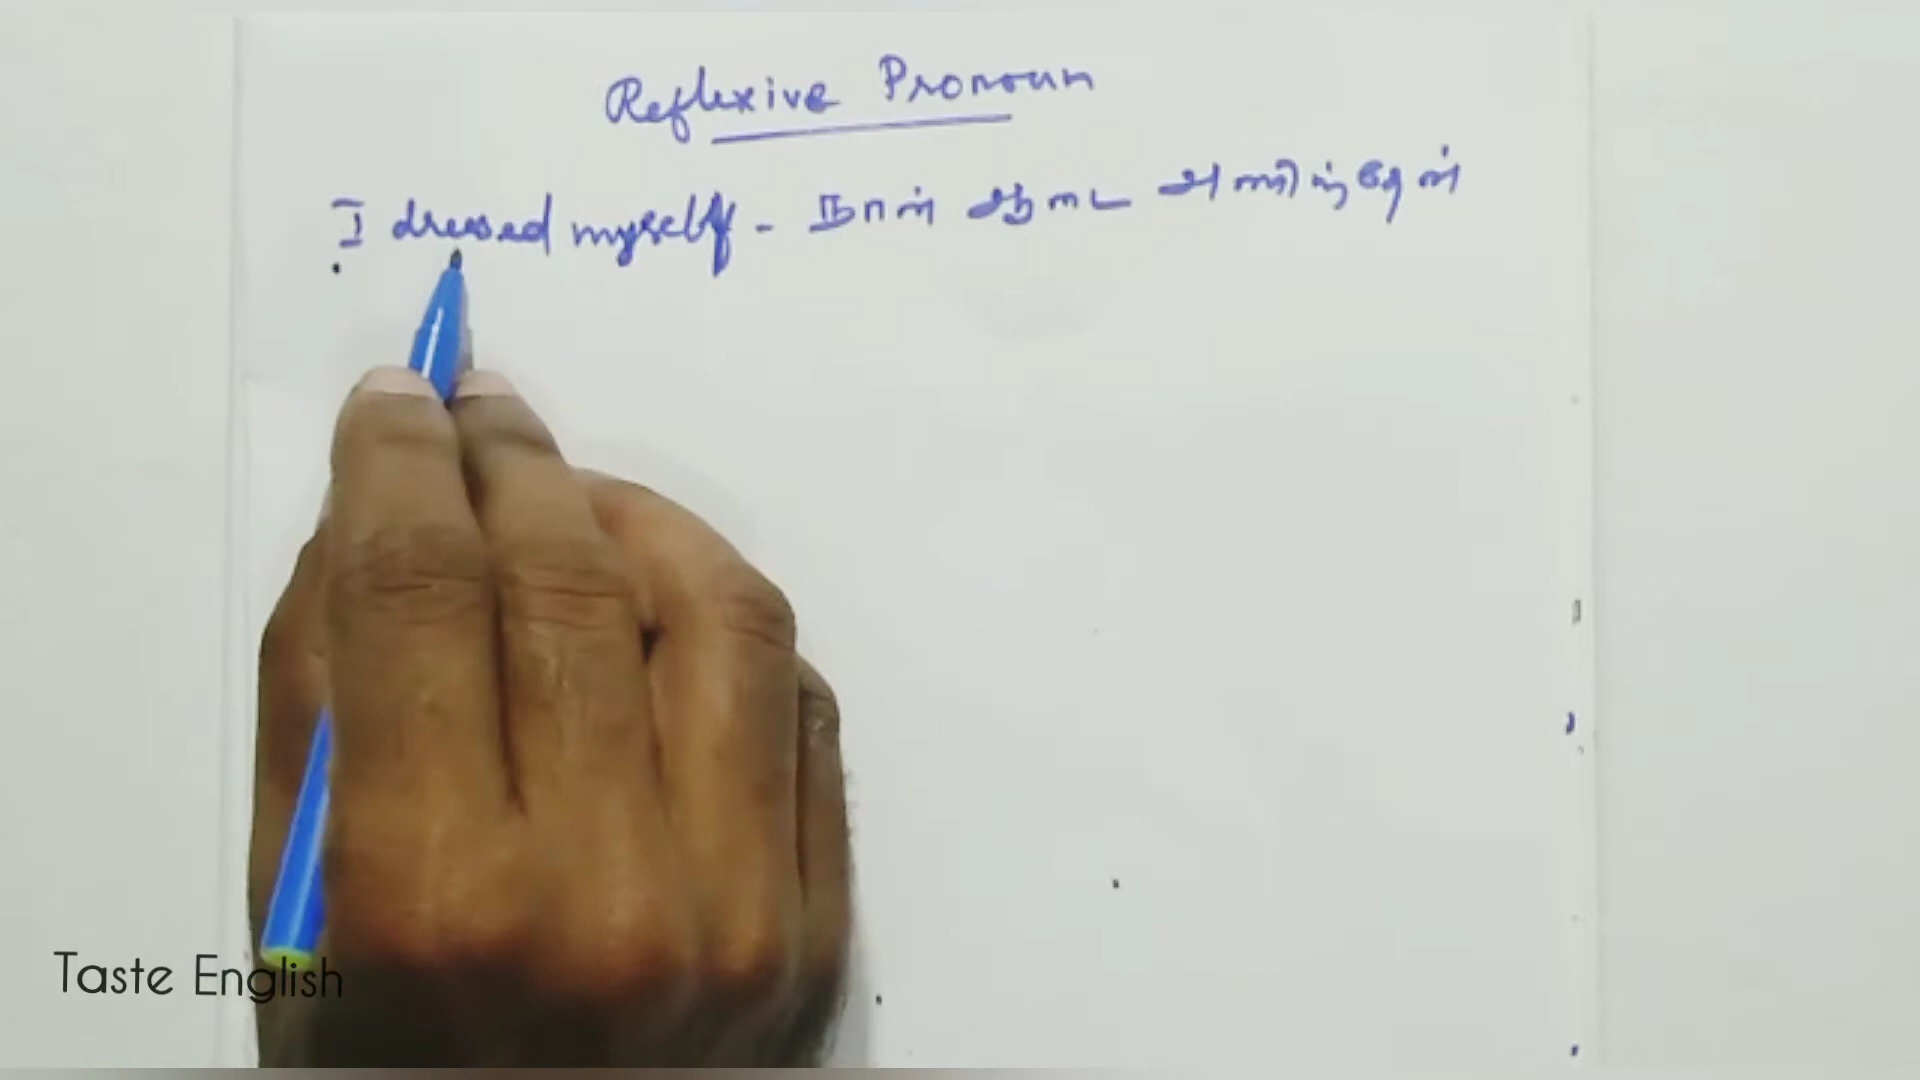 Reflexive Pronoun
I dressed myself - நான் ஆடை அணிந்தேன்
Taste English